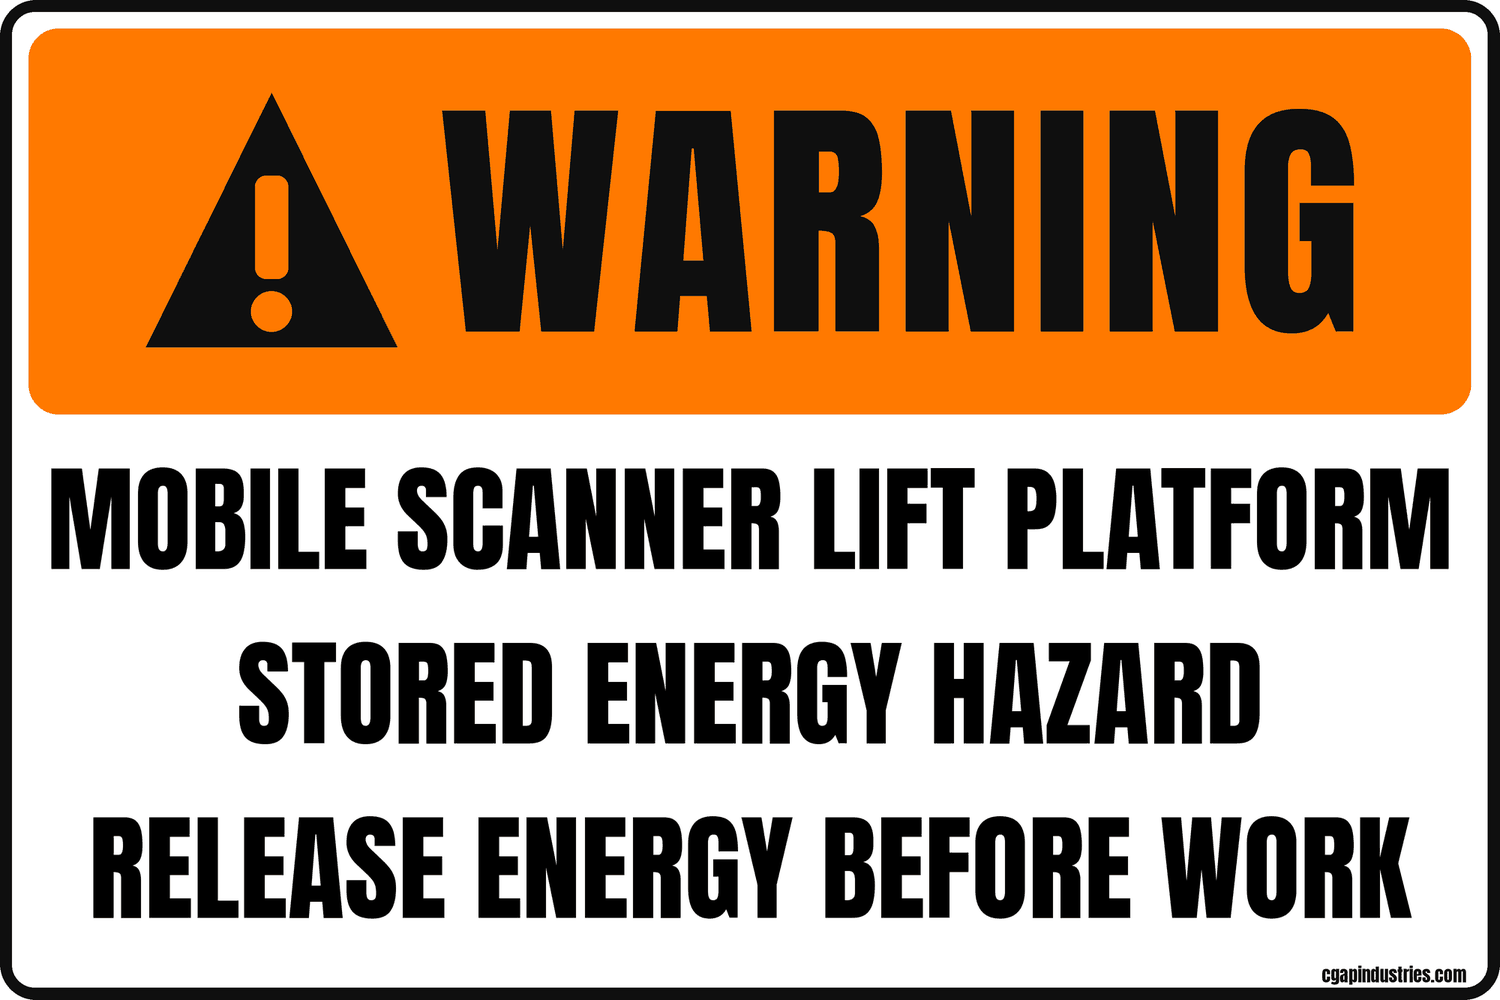 WARNING
MOBILE SCANNER LIFT PLATFORM
STORED ENERGY HAZARD
RELEASE ENERGY BEFORE WORK
cgapindustries.com